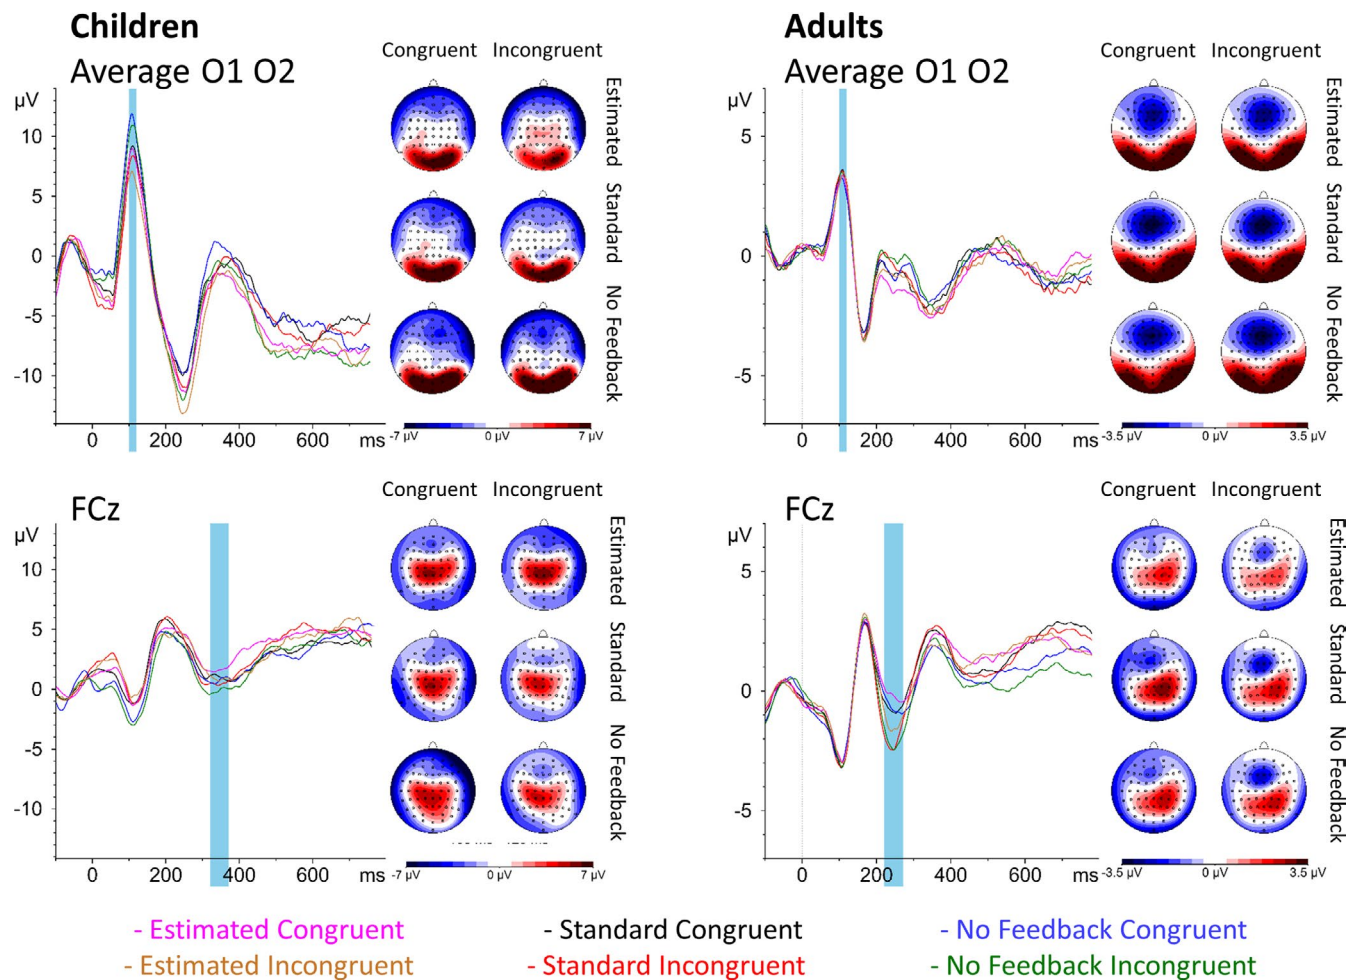 Children
Average O1 O2
Congruent Incongruent
µV
10
5
0
-5
-10
0 200 400 600 ms
Estimated
Standard
No Feedback
-7 µV 0 µV 7 µV
Adults
Average O1 O2
Congruent Incongruent
µV
5
0
-5
0 200 400 600 ms
Estimated
Standard
No Feedback
-3.5 µV 0 µV 3.5 µV
FCz
Congruent Incongruent
µV
10
5
0
-5
-10
0 200 400 600 ms
Estimated
Standard
No Feedback
-7 µV 0 µV 7 µV
FCz
Congruent Incongruent
µV
5
0
-5
0 200 400 600 ms
Estimated
Standard
No Feedback
-3.5 µV 0 µV 3.5 µV
- Estimated Congruent - Standard Congruent - No Feedback Congruent
- Estimated Incongruent - Standard Incongruent - No Feedback Incongruent